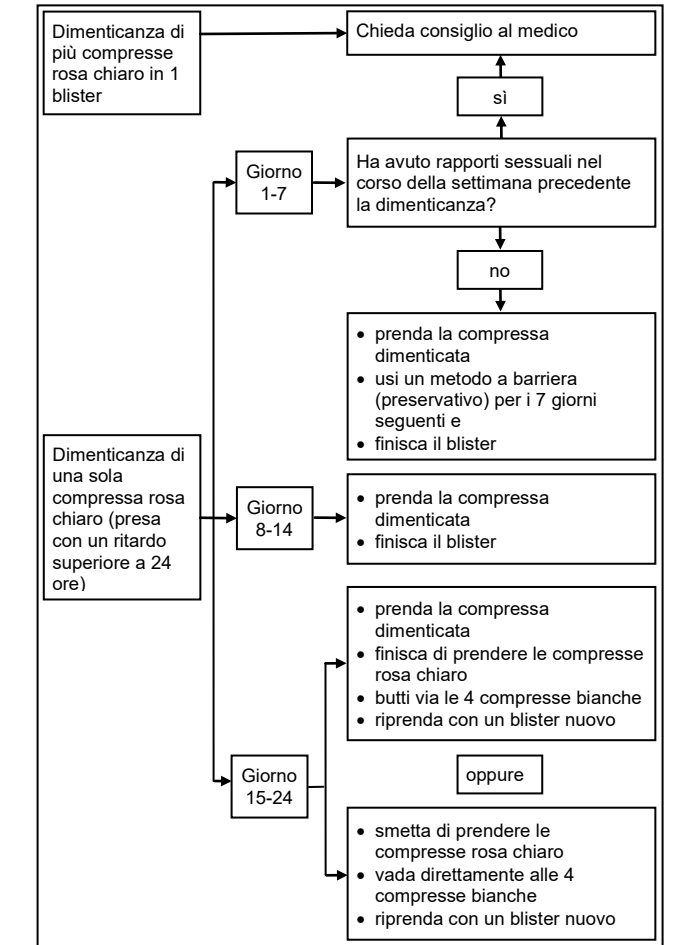 Dimenticanza di
più compresse
rosa chiaro in 1
blister
Chieda consiglio al medico
sì
Giorno
1-7
Ha avuto rapporti sessuali nel
corso della settimana precedente
la dimenticanza?
no
• prenda la compressa
dimenticata
• usi un metodo a barriera
(preservativo) per i 7 giorni
seguenti e
• finisca il blister
Dimenticanza di
una sola
compressa rosa
chiaro (presa
con un ritardo
superiore a 24
ore)
Giorno
8-14
• prenda la compressa
dimenticata
• finisca il blister
Giorno
15-24
• prenda la compressa
dimenticata
• finisca di prendere le compresse
rosa chiaro
• butti via le 4 compresse bianche
• riprenda con un blister nuovo
oppure
• smetta di prendere le
compresse rosa chiaro
• vada direttamente alle 4
compresse bianche
• riprenda con un blister nuovo